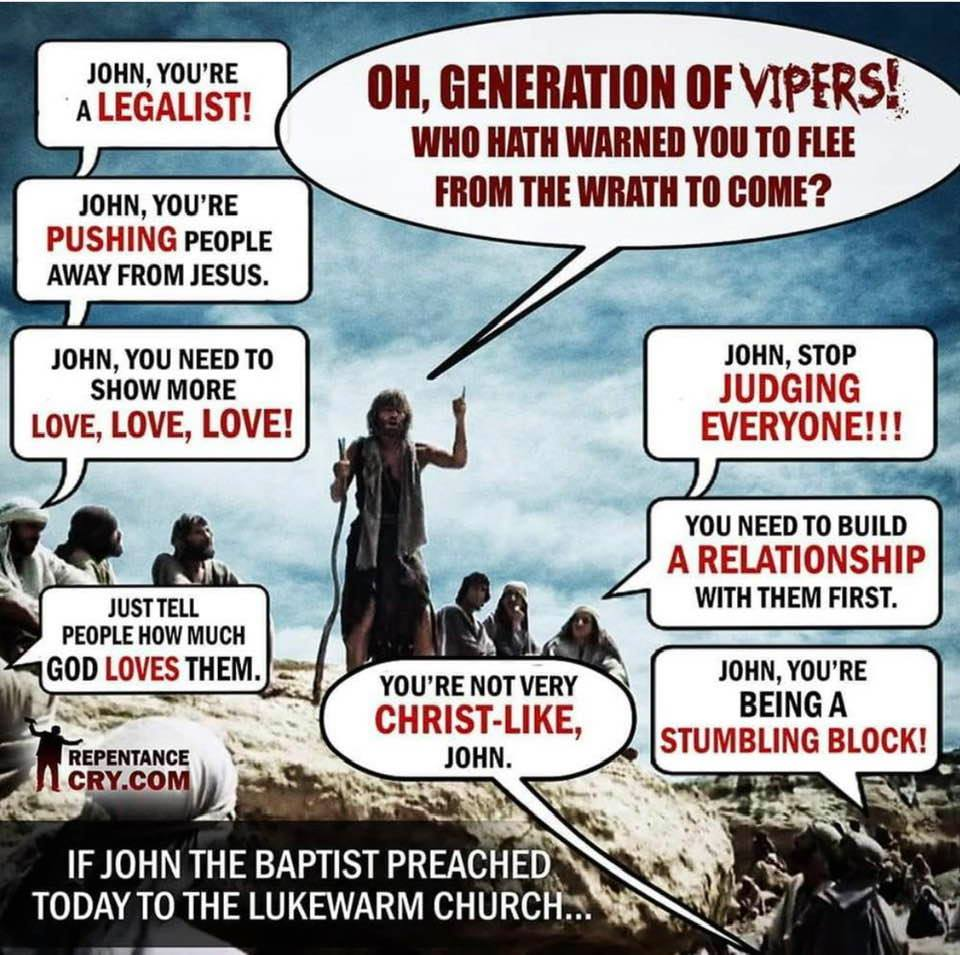 OH, GENERATION OF VIPERS!
WHO HATH WARNED YOU TO FLEE
FROM THE WRATH TO COME?
JOHN, YOU'RE
A LEGALIST!
JOHN, YOU'RE
PUSHING PEOPLE
AWAY FROM JESUS.
JOHN, YOU NEED TO
SHOW MORE
LOVE, LOVE, LOVE!
JOHN, STOP
JUDGING
EVERYONE!!!
YOU NEED TO BUILD
A RELATIONSHIP
WITH THEM FIRST.
JUST TELL
PEOPLE HOW MUCH
GOD LOVES THEM.
YOU'RE NOT VERY
CHRIST-LIKE,
JOHN.
JOHN, YOU'RE
BEING A
STUMBLING BLOCK!
REPENTANCE
CRY.COM
IF JOHN THE BAPTIST PREACHED
TODAY TO THE LUKEWARM CHURCH...